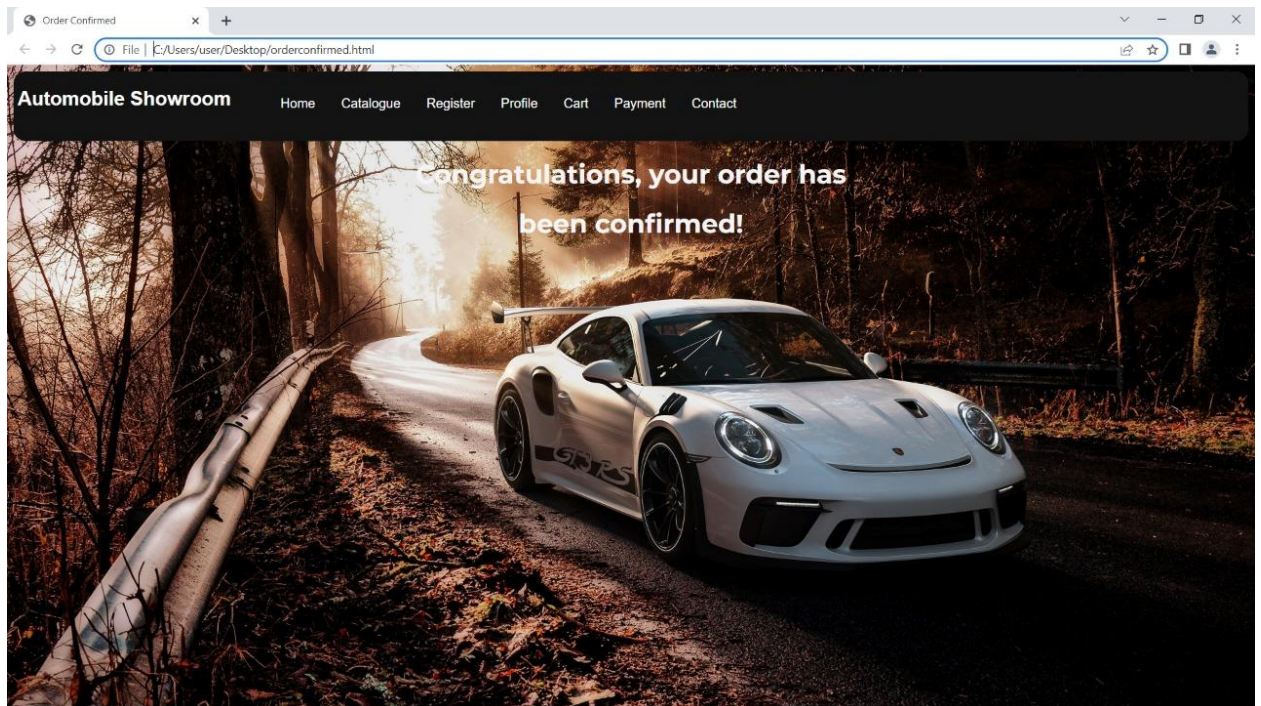 Order Confirmed
File | C:/Users/user/Desktop/orderconfirmed.html
Automobile Showroom Home Catalogue Register Profile Cart Payment Contact
Congratulations, your order has
been confirmed!
GT3 RS